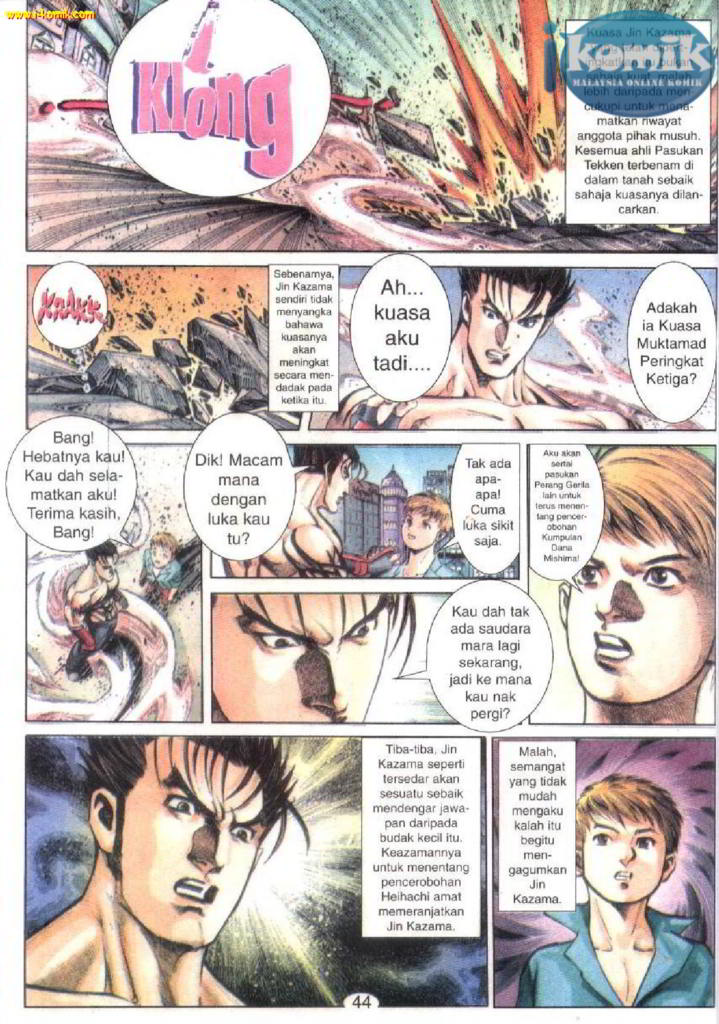 www.i-komik.com
Klong
iKomik
MALAYSIA ONLINE KOMIK
Kuasa Jin Kazama
sahaja kuat, malah
lebih daripada men-
cukupi untuk mena-
matkan riwayat
anggota pihak musuh.
Kesemua ahli Pasukan
Tekken terbenam di
dalam tanah sebaik
sahaja kuasanya dilan-
carkan.
Sebenarnya,
Jin Kazama
sendiri tidak
menyangka
bahawa
kuasanya
akan
meningkat
secara men-
dadak pada
ketika itu.
Ah...
kuasa
aku
tadi....
Adakah
ia Kuasa
Muktamad
Peringkat
Ketiga?
Bang!
Hebatnya kau!
Kau dah sela-
matkan aku!
Terima kasih,
Bang!
Dik! Macam
mana
dengan
luka kau
tu?
Tak ada
apa-
apa!
Cuma
luka sikit
saja.
Kau dah tak
ada saudara
mara lagi
sekarang,
jadi ke mana
kau nak
pergi?
Aku akan
sertai
pasukan
Perang Gerila
lain untuk
terus menen-
tang pencer-
obohan
Kumpulan
Dana
Mishima!
Tiba-tiba, Jin
Kazama seperti
tersedar akan
sesuatu sebaik
mendengar jawa-
pan daripada
budak kecil itu.
Keazamannya
untuk menentang
pencerobohan
Heihachi amat
memeranjatkan
Jin Kazama.
Malah,
semangat
yang tidak
mudah
mengaku
kalah itu
begitu
men-
gagumkan
Jin
Kazama.
44